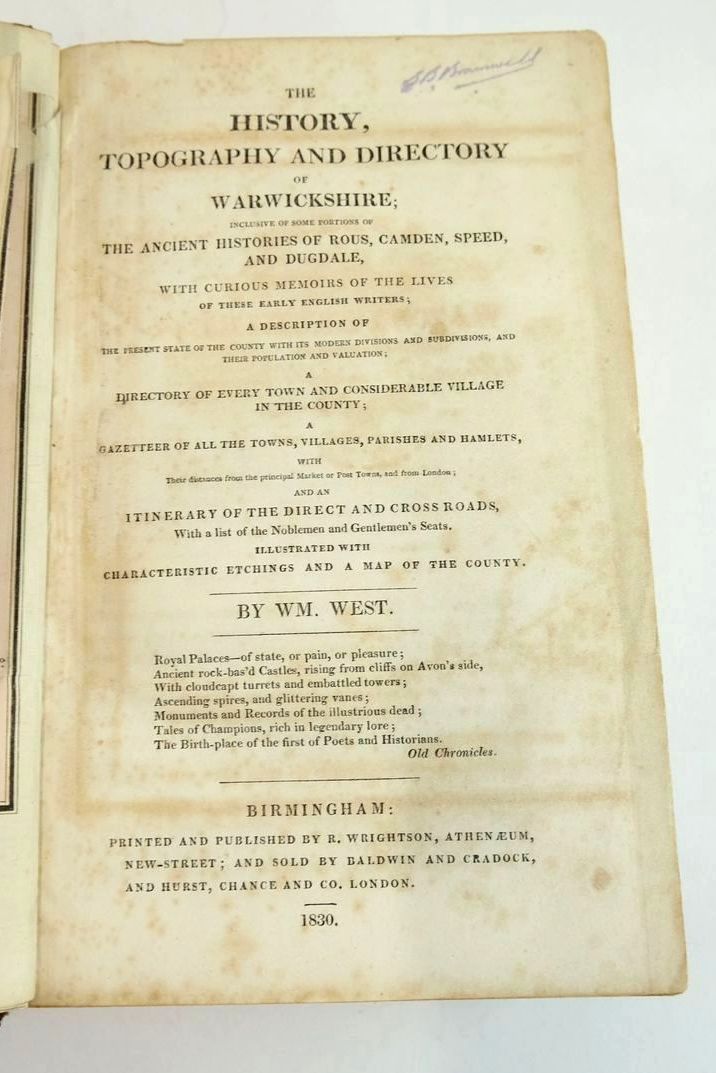 THE
HISTORY,
TOPOGRAPHY AND DIRECTORY
OF
WARWICKSHIRE;
INCLUSIVE OF SOME PORTIONS OF
THE ANCIENT HISTORIES OF ROUS, CAMDEN, SPEED,
AND DUGDALE,
WITH CURIOUS MEMOIRS OF THE LIVES
OF THESE EARLY ENGLISH WRITERS;
A DESCRIPTION OF
THE PRESENT STATE OF THE COUNTY WITH ITS MODERN DIVISIONS AND SUBDIVISIONS, AND
THEIR POPULATION AND VALUATION;
A
DIRECTORY OF EVERY TOWN AND CONSIDERABLE VILLAGE
IN THE COUNTY;
A
GAZETTEER OF ALL THE TOWNS, VILLAGES, PARISHES AND HAMLETS,
WITH
Their distances from the principal Market or Post Towns, and from London;
AND AN
ITINERARY OF THE DIRECT AND CROSS ROADS,
With a list of the Noblemen and Gentlemen's Seats.
ILLUSTRATED WITH
CHARACTERISTIC ETCHINGS AND A MAP OF THE COUNTY.
BY WM. WEST.
Royal Palaces—of state, or pain, or pleasure;
Ancient rock-bas'd Castles, rising from cliffs on Avon's side,
With cloudcapt turrets and embattled towers;
Ascending spires, and glittering vanes;
Monuments and Records of the illustrious dead;
Tales of Champions, rich in legendary lore;
The Birth-place of the first of Poets and Historians.
Old Chronicles.
BIRMINGHAM:
PRINTED AND PUBLISHED BY R. WRIGHTSON, ATHENÆUM,
NEW-STREET; AND SOLD BY BALDWIN AND CRADOCK,
AND HURST, CHANCE AND CO. LONDON.
1830.